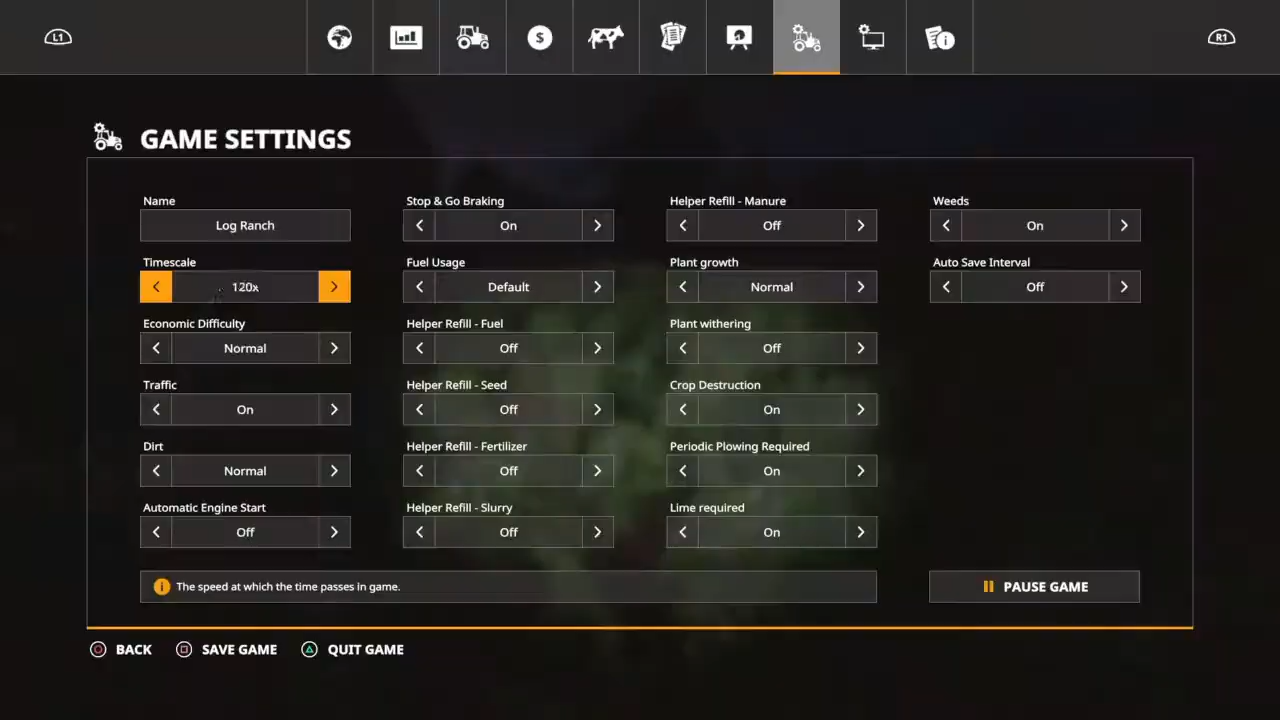 L1
R1
GAME SETTINGS
Name
Log Ranch
Timescale
120x
Economic Difficulty
Normal
Traffic
On
Dirt
Normal
Automatic Engine Start
Off
Stop & Go Braking
On
Fuel Usage
Default
Helper Refill - Fuel
Off
Helper Refill - Seed
Off
Helper Refill - Fertilizer
Off
Helper Refill - Slurry
Off
Helper Refill - Manure
Off
Plant growth
Normal
Plant withering
Off
Crop Destruction
On
Periodic Plowing Required
On
Lime required
On
Weeds
On
Auto Save Interval
Off
The speed at which the time passes in game.
PAUSE GAME
BACK
SAVE GAME
QUIT GAME